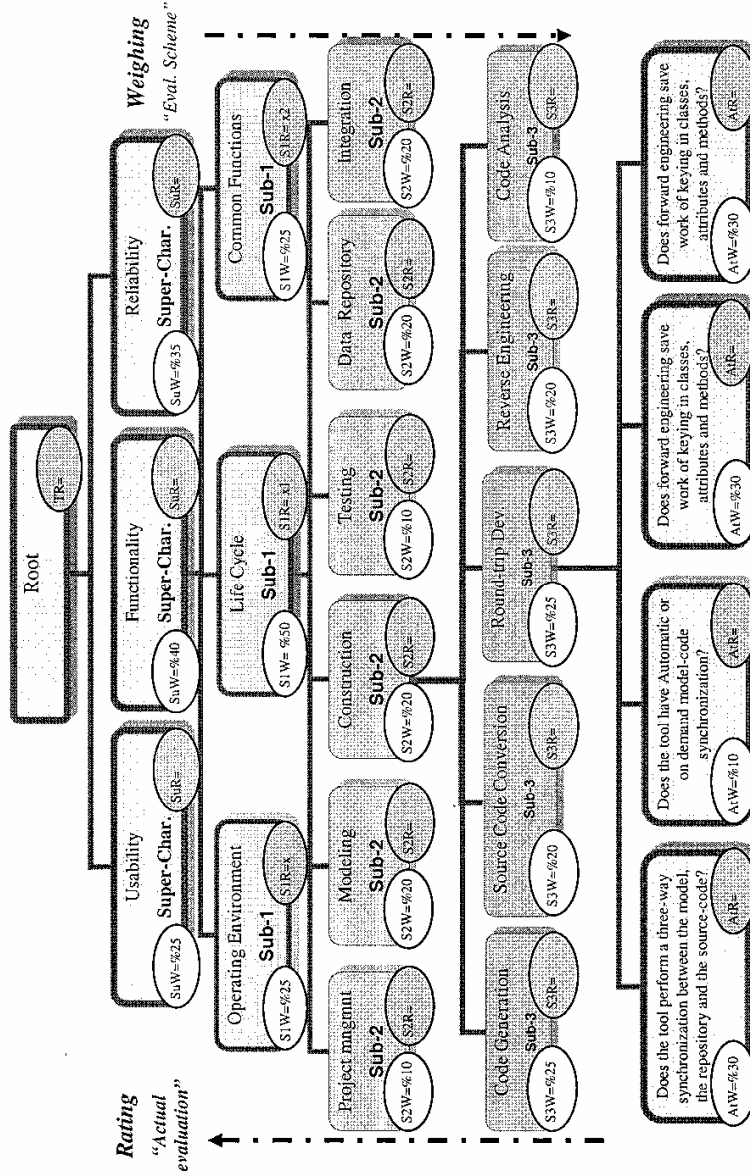 Rating
"Actual
evaluation"
Weighing
"Eval. Scheme"
Root
TR=
Usability
Super-Char.
SuW=%25
SuR=
Functionality
Super-Char.
SuW=%40
SuR=
Reliability
Super-Char.
SuW=%35
SuR=
Operating Environment
Sub-1
S1W=%25
S1R=x
Life Cycle
Sub-1
S1W= %50
S1R= x1
Common Functions
Sub-1
S1W=%25
S1R= x2
Project mngmnt
Sub-2
S2W=%10
S2R=
Modeling
Sub-2
S2W=%20
S2R=
Construction
Sub-2
S2W=%20
S2R=
Testing
Sub-2
S2W=%10
S2R=
Data Repository
Sub-2
S2W=%20
S2R=
Integration
Sub-2
S2W=%20
S2R=
Code Generation
Sub-3
S3W=%25
S3R=
Source Code Conversion
Sub-3
S3W=%20
S3R=
Round-trip Dev.
Sub-3
S3W=%25
S3R=
Reverse Engineering
Sub-3
S3W=%20
S3R=
Code Analysis
Sub-3
S3W=%10
S3R=
Does the tool perform a three-way
synchronization between the model,
the repository and the source-code?
AtW=%30
AtR=
Does the tool have Automatic or
on demand model-code
synchronization?
AtW=%10
AtR=
Does forward engineering save
work of keying in classes,
attributes and methods?
AtW=%30
AtR=
Does forward engineering save
work of keying in classes,
attributes and methods?
AtW=%30
AtR=